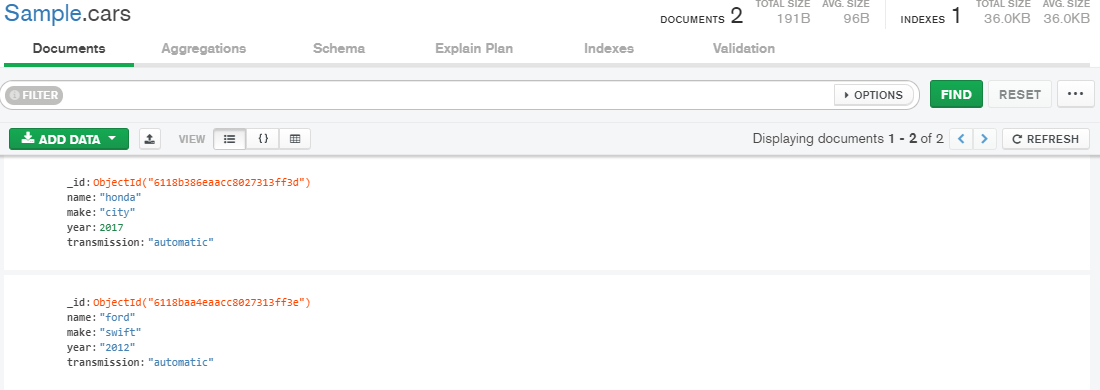 Sample.cars
DOCUMENTS 2 TOTAL SIZE 191B AVG. SIZE 96B INDEXES 1 TOTAL SIZE 36.0KB AVG. SIZE 36.0KB
Documents Aggregations Schema Explain Plan Indexes Validation
FILTER OPTIONS FIND RESET ...
ADD DATA VIEW {} Displaying documents 1 - 2 of 2 < > REFRESH
_id: ObjectId("6118b386eaacc8027313ff3d")
name: "honda"
make: "city"
year: 2017
transmission: "automatic"
_id: ObjectId("6118baa4eaacc8027313ff3e")
name: "ford"
make: "swift"
year: "2012"
transmission: "automatic"